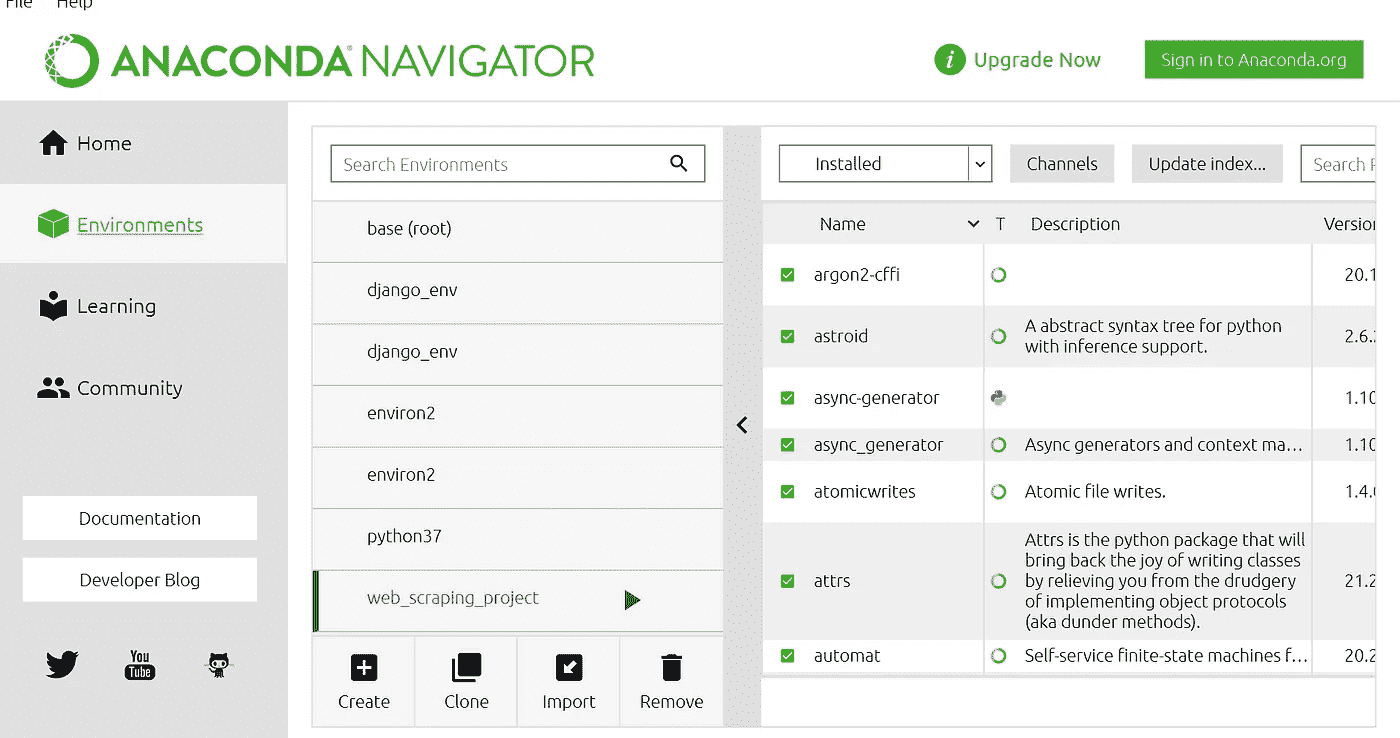 File Help
ANACONDA NAVIGATOR
Upgrade Now
Sign in to Anaconda.org
Home
Environments
Learning
Community
Documentation
Developer Blog
You
Tube
Search Environments
base (root)
django_env
django_env
environ2
environ2
python37
web_scraping_project
Create Clone Import Remove
Installed Channels Update index... Search
Name T Description Version
argon2-cffi 20.1
astroid A abstract syntax tree for python 2.6.
with inference support.
async-generator 1.10
async_generator Async generators and context ma... 1.10
atomicwrites Atomic file writes. 1.4.
Attrs is the python package that will
bring back the joy of writing classes
attrs by relieving you from the drudgery 21.2
of implementing object protocols
(aka dunder methods).
automat Self-service finite-state machines f... 20.2